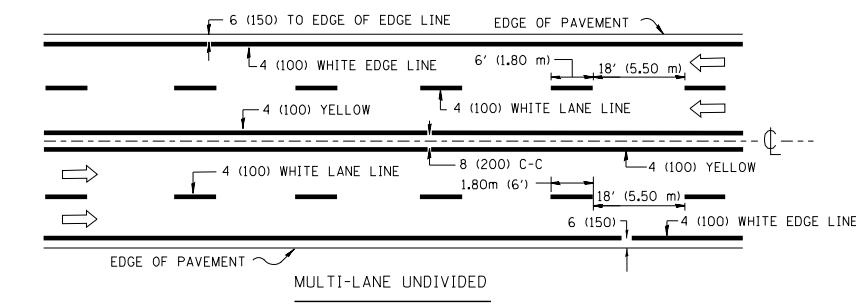 6 (150) TO EDGE OF EDGE LINE
EDGE OF PAVEMENT
4 (100) WHITE EDGE LINE
6' (1.80 m)
18' (5.50 m)
4 (100) YELLOW
4 (100) WHITE LANE LINE
℄
4 (100) WHITE LANE LINE
8 (200) C-C
4 (100) YELLOW
1.80m (6')
18' (5.50 m)
6 (150)
4 (100) WHITE EDGE LINE
EDGE OF PAVEMENT
MULTI-LANE UNDIVIDED